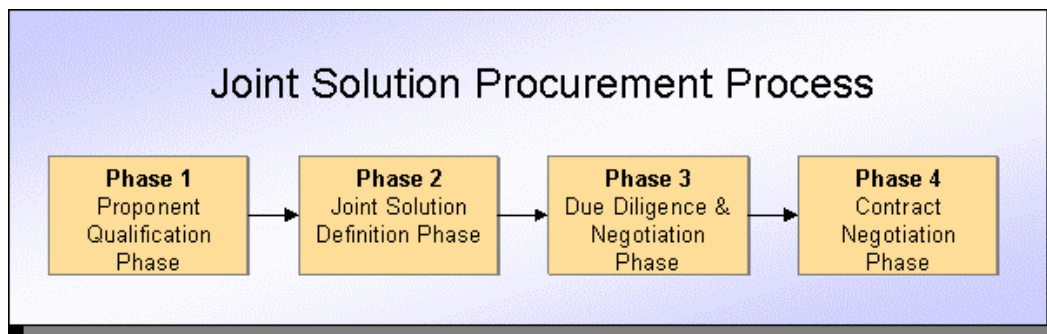 Joint Solution Procurement Process
Phase 1
Proponent
Qualification
Phase
Phase 2
Joint Solution
Definition Phase
Phase 3
Due Diligence &
Negotiation
Phase
Phase 4
Contract
Negotiation
Phase